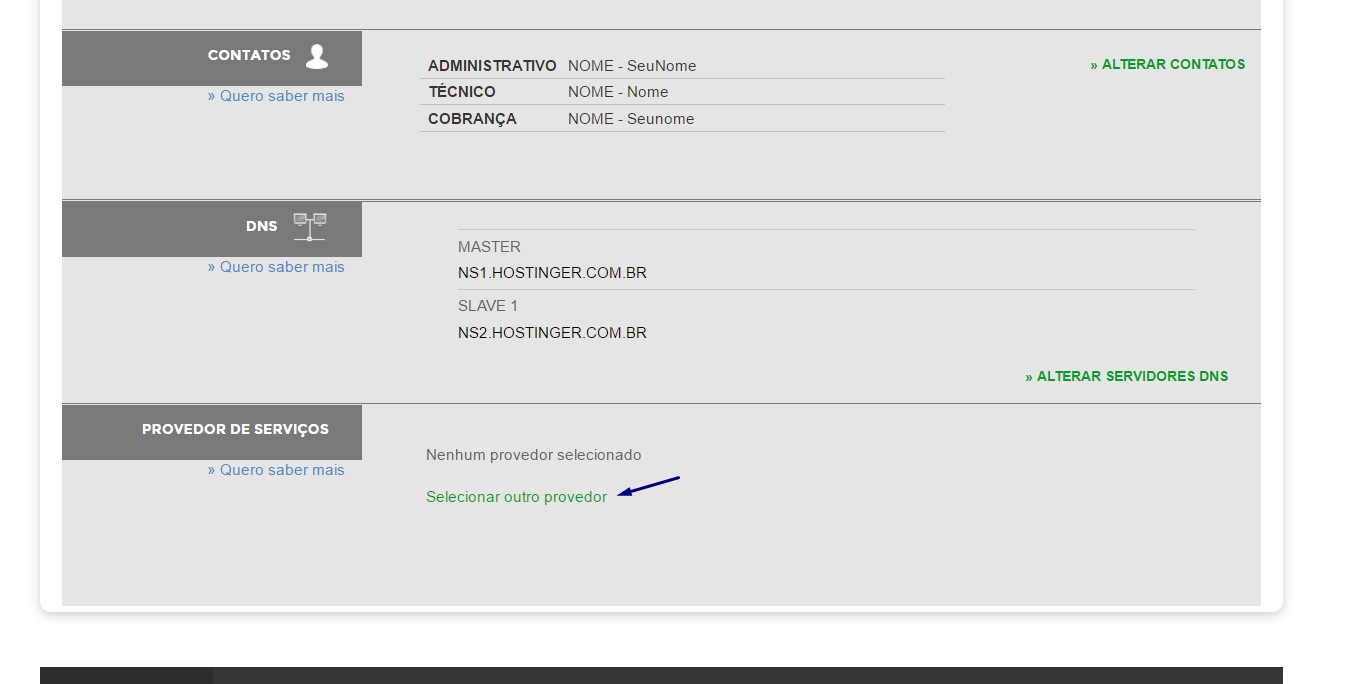 CONTATOS
» Quero saber mais
ADMINISTRATIVO NOME - SeuNome
TÉCNICO NOME - Nome
COBRANÇA NOME - Seunome
» ALTERAR CONTATOS
DNS
» Quero saber mais
MASTER
NS1.HOSTINGER.COM.BR
SLAVE 1
NS2.HOSTINGER.COM.BR
» ALTERAR SERVIDORES DNS
PROVEDOR DE SERVIÇOS
» Quero saber mais
Nenhum provedor selecionado
Selecionar outro provedor